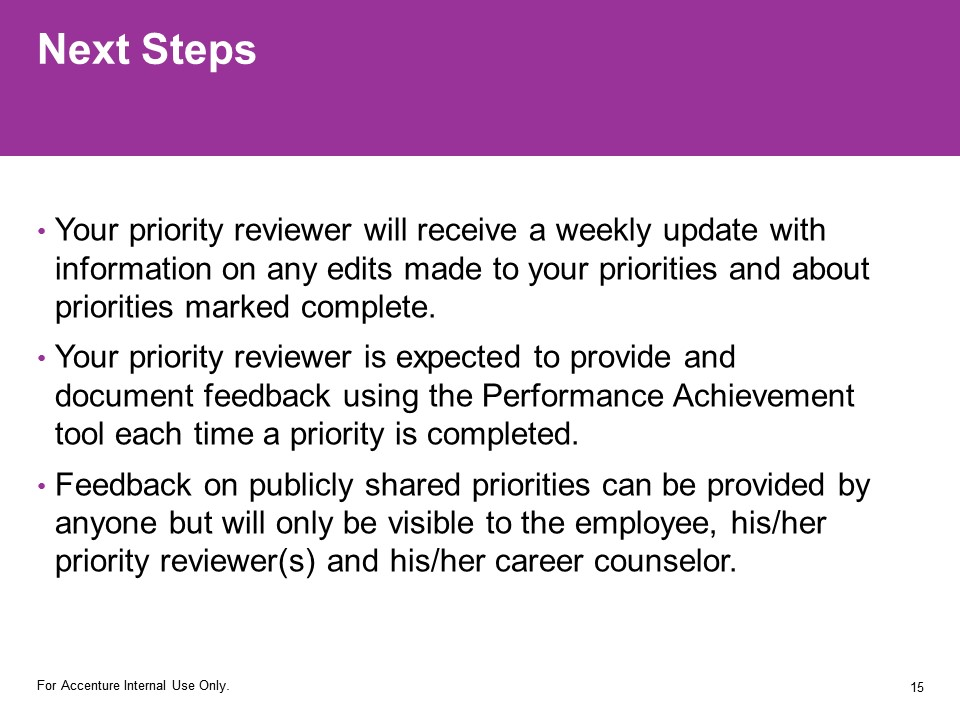 Next Steps
• Your priority reviewer will receive a weekly update with
information on any edits made to your priorities and about
priorities marked complete.
• Your priority reviewer is expected to provide and
document feedback using the Performance Achievement
tool each time a priority is completed.
• Feedback on publicly shared priorities can be provided by
anyone but will only be visible to the employee, his/her
priority reviewer(s) and his/her career counselor.
For Accenture Internal Use Only.
15